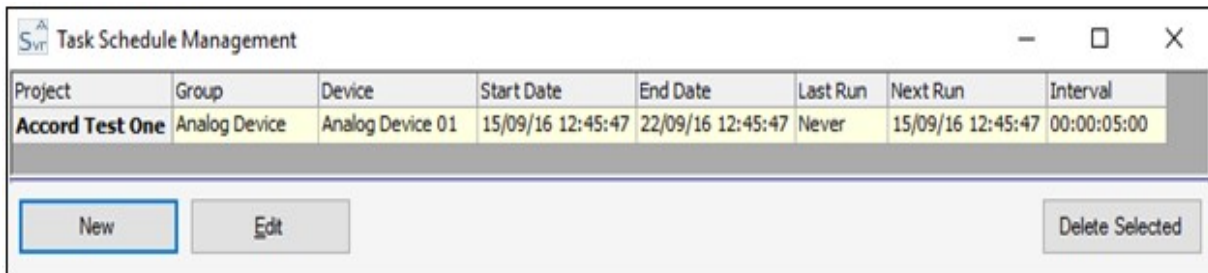 A
Svr Task Schedule Management
Project Group Device Start Date End Date Last Run Next Run Interval
Accord Test One Analog Device Analog Device 01 15/09/16 12:45:47 22/09/16 12:45:47 Never 15/09/16 12:45:47 00:00:05:00
New Edit Delete Selected